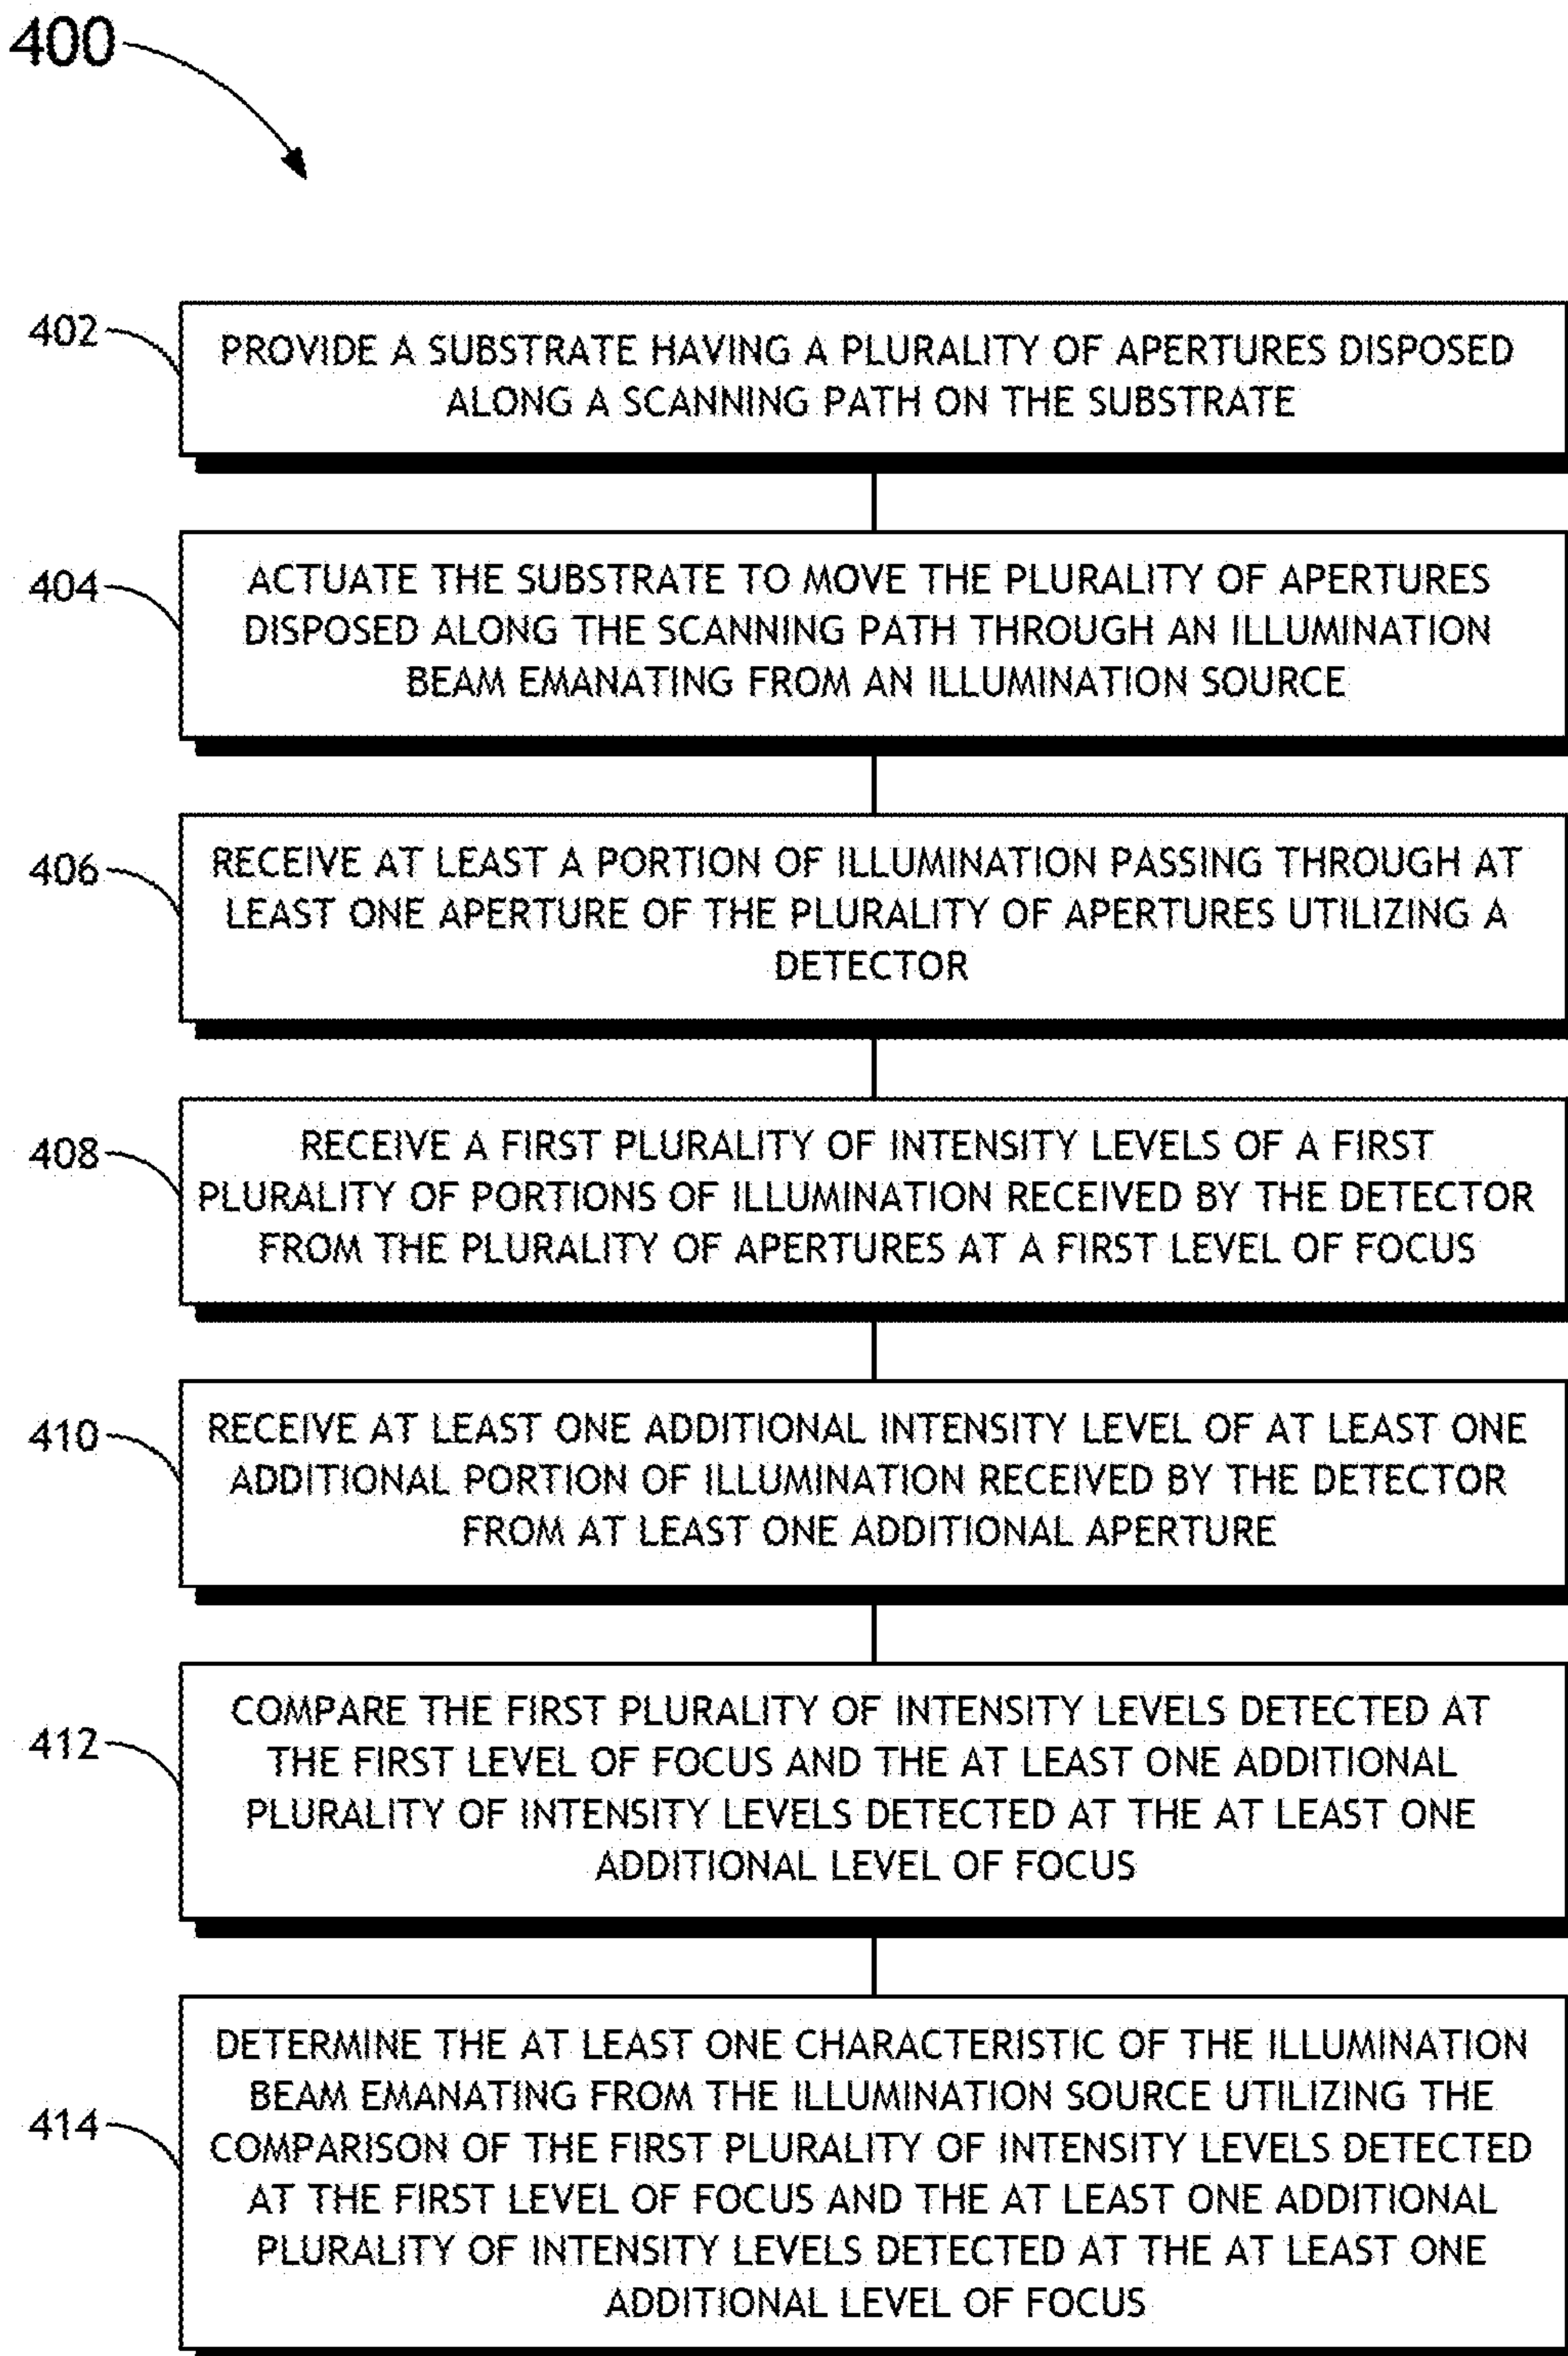 400
402
PROVIDE A SUBSTRATE HAVING A PLURALITY OF APERTURES DISPOSED
ALONG A SCANNING PATH ON THE SUBSTRATE
404
ACTUATE THE SUBSTRATE TO MOVE THE PLURALITY OF APERTURES
DISPOSED ALONG THE SCANNING PATH THROUGH AN ILLUMINATION
BEAM EMANATING FROM AN ILLUMINATION SOURCE
406
RECEIVE AT LEAST A PORTION OF ILLUMINATION PASSING THROUGH AT
LEAST ONE APERTURE OF THE PLURALITY OF APERTURES UTILIZING A
DETECTOR
408
RECEIVE A FIRST PLURALITY OF INTENSITY LEVELS OF A FIRST
PLURALITY OF PORTIONS OF ILLUMINATION RECEIVED BY THE DETECTOR
FROM THE PLURALITY OF APERTURES AT A FIRST LEVEL OF FOCUS
410
RECEIVE AT LEAST ONE ADDITIONAL INTENSITY LEVEL OF AT LEAST ONE
ADDITIONAL PORTION OF ILLUMINATION RECEIVED BY THE DETECTOR
FROM AT LEAST ONE ADDITIONAL APERTURE
412
COMPARE THE FIRST PLURALITY OF INTENSITY LEVELS DETECTED AT
THE FIRST LEVEL OF FOCUS AND THE AT LEAST ONE ADDITIONAL
PLURALITY OF INTENSITY LEVELS DETECTED AT THE AT LEAST ONE
ADDITIONAL LEVEL OF FOCUS
414
DETERMINE THE AT LEAST ONE CHARACTERISTIC OF THE ILLUMINATION
BEAM EMANATING FROM THE ILLUMINATION SOURCE UTILIZING THE
COMPARISON OF THE FIRST PLURALITY OF INTENSITY LEVELS DETECTED
AT THE FIRST LEVEL OF FOCUS AND THE AT LEAST ONE ADDITIONAL
PLURALITY OF INTENSITY LEVELS DETECTED AT THE AT LEAST ONE
ADDITIONAL LEVEL OF FOCUS